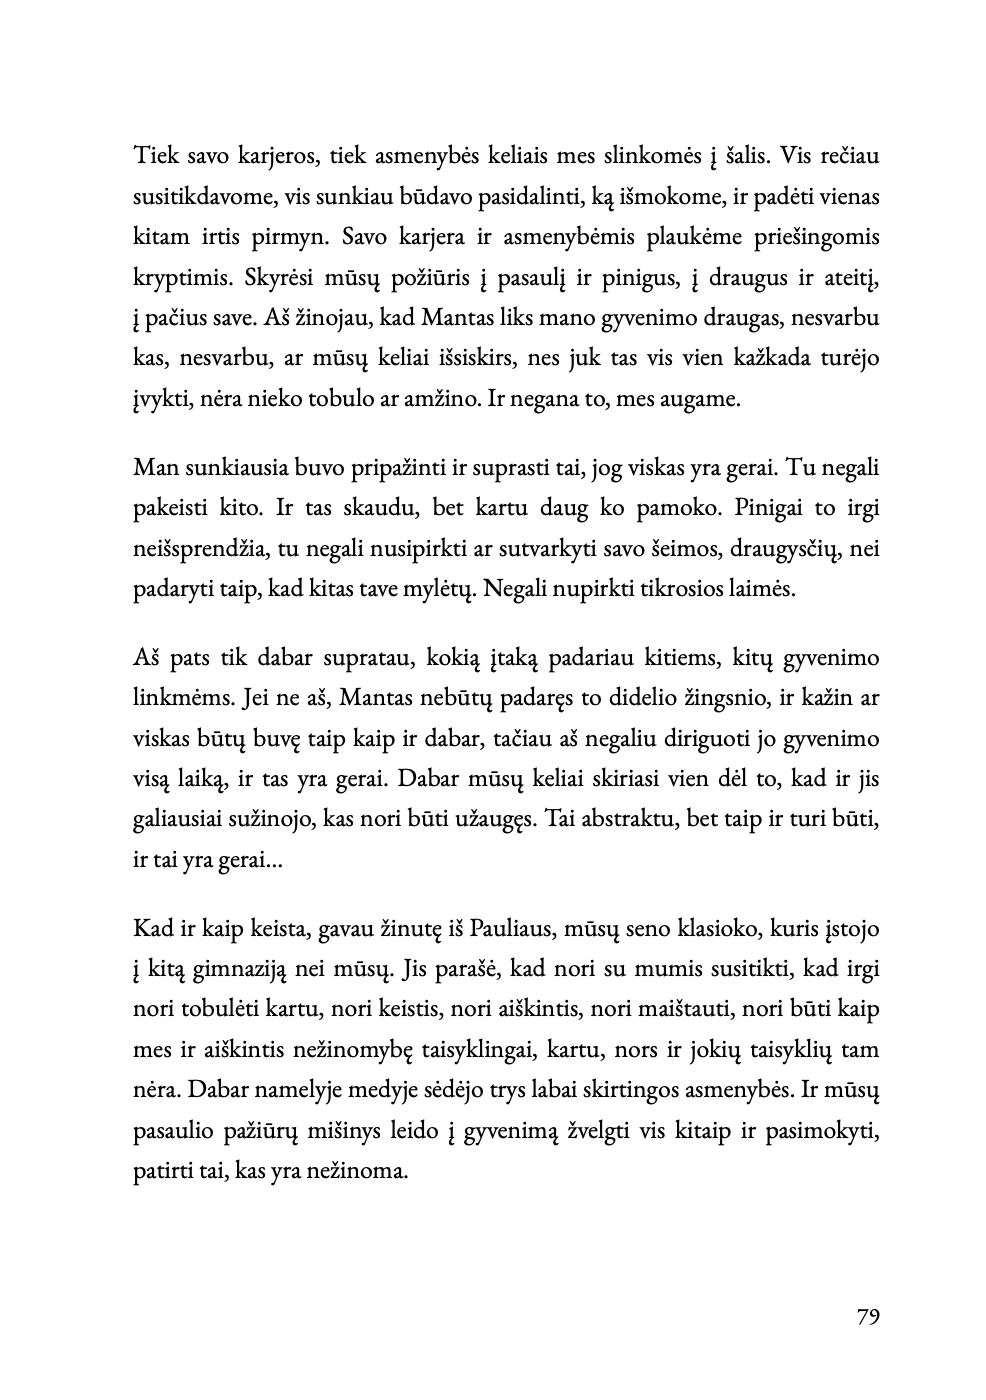 Tiek savo karjeros, tiek asmenybės keliais mes slinkomės į šalis. Vis rečiau
susitikdavome, vis sunkiau būdavo pasidalinti, ką išmokome, ir padėti vienas
kitam irtis pirmyn. Savo karjera ir asmenybėmis plaukėme priešingomis
kryptimis. Skyrėsi mūsų požiūris į pasaulį ir pinigus, į draugus ir ateitį,
į pačius save. Aš žinojau, kad Mantas liks mano gyvenimo draugas, nesvarbu
kas, nesvarbu, ar mūsų keliai išsiskirs, nes juk tas vis vien kažkada turėjo
įvykti, nėra nieko tobulo ar amžino. Ir negana to, mes augame.
Man sunkiausia buvo pripažinti ir suprasti tai, jog viskas yra gerai. Tu negali
pakeisti kito. Ir tas skaudu, bet kartu daug ko pamoko. Pinigai to irgi
neišsprendžia, tu negali nusipirkti ar sutvarkyti savo šeimos, draugysčių, nei
padaryti taip, kad kitas tave mylėtų. Negali nupirkti tikrosios laimės.
Aš pats tik dabar supratau, kokią įtaką padariau kitiems, kitų gyvenimo
linkmėms. Jei ne aš, Mantas nebūtų padaręs to didelio žingsnio, ir kažin ar
viskas būtų buvę taip kaip ir dabar, tačiau aš negaliu diriguoti jo gyvenimo
visą laiką, ir tas yra gerai. Dabar mūsų keliai skiriasi vien dėl to, kad ir jis
galiausiai sužinojo, kas nori būti užaugęs. Tai abstraktu, bet taip ir turi būti,
ir tai yra gerai...
Kad ir kaip keista, gavau žinutę iš Pauliaus, mūsų seno klasioko, kuris įstojo
į kitą gimnaziją nei mūsų. Jis parašė, kad nori su mumis susitikti, kad irgi
nori tobulėti kartu, nori keistis, nori aiškintis, nori maištauti, nori būti kaip
mes ir aiškintis nežinomybę taisyklingai, kartu, nors ir jokių taisyklių tam
nėra. Dabar namelyje medyje sėdėjo trys labai skirtingos asmenybės. Ir mūsų
pasaulio pažiūrų mišinys leido į gyvenimą žvelgti vis kitaip ir pasimokyti,
patirti tai, kas yra nežinoma.
79